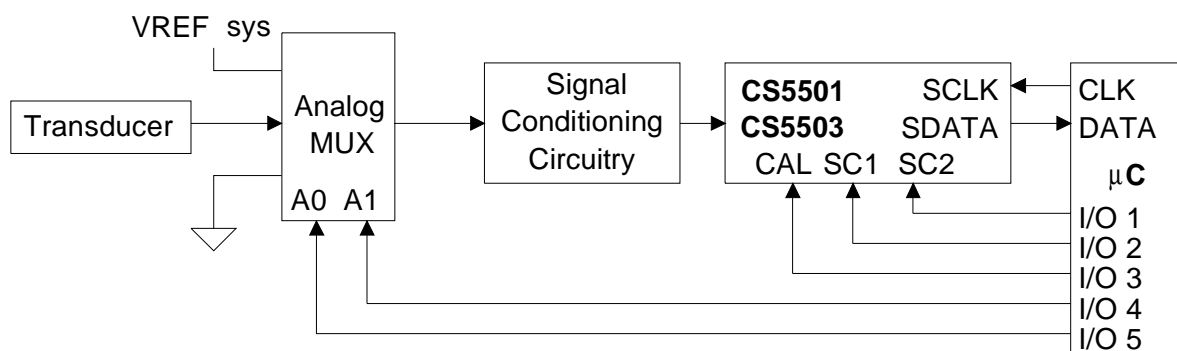 VREF sys
Transducer
Analog
MUX
A0 A1
Signal
Conditioning
Circuitry
CS5501 SCLK
CS5503 SDATA
CAL SC1 SC2
CLK
DATA
µC
I/O 1
I/O 2
I/O 3
I/O 4
I/O 5